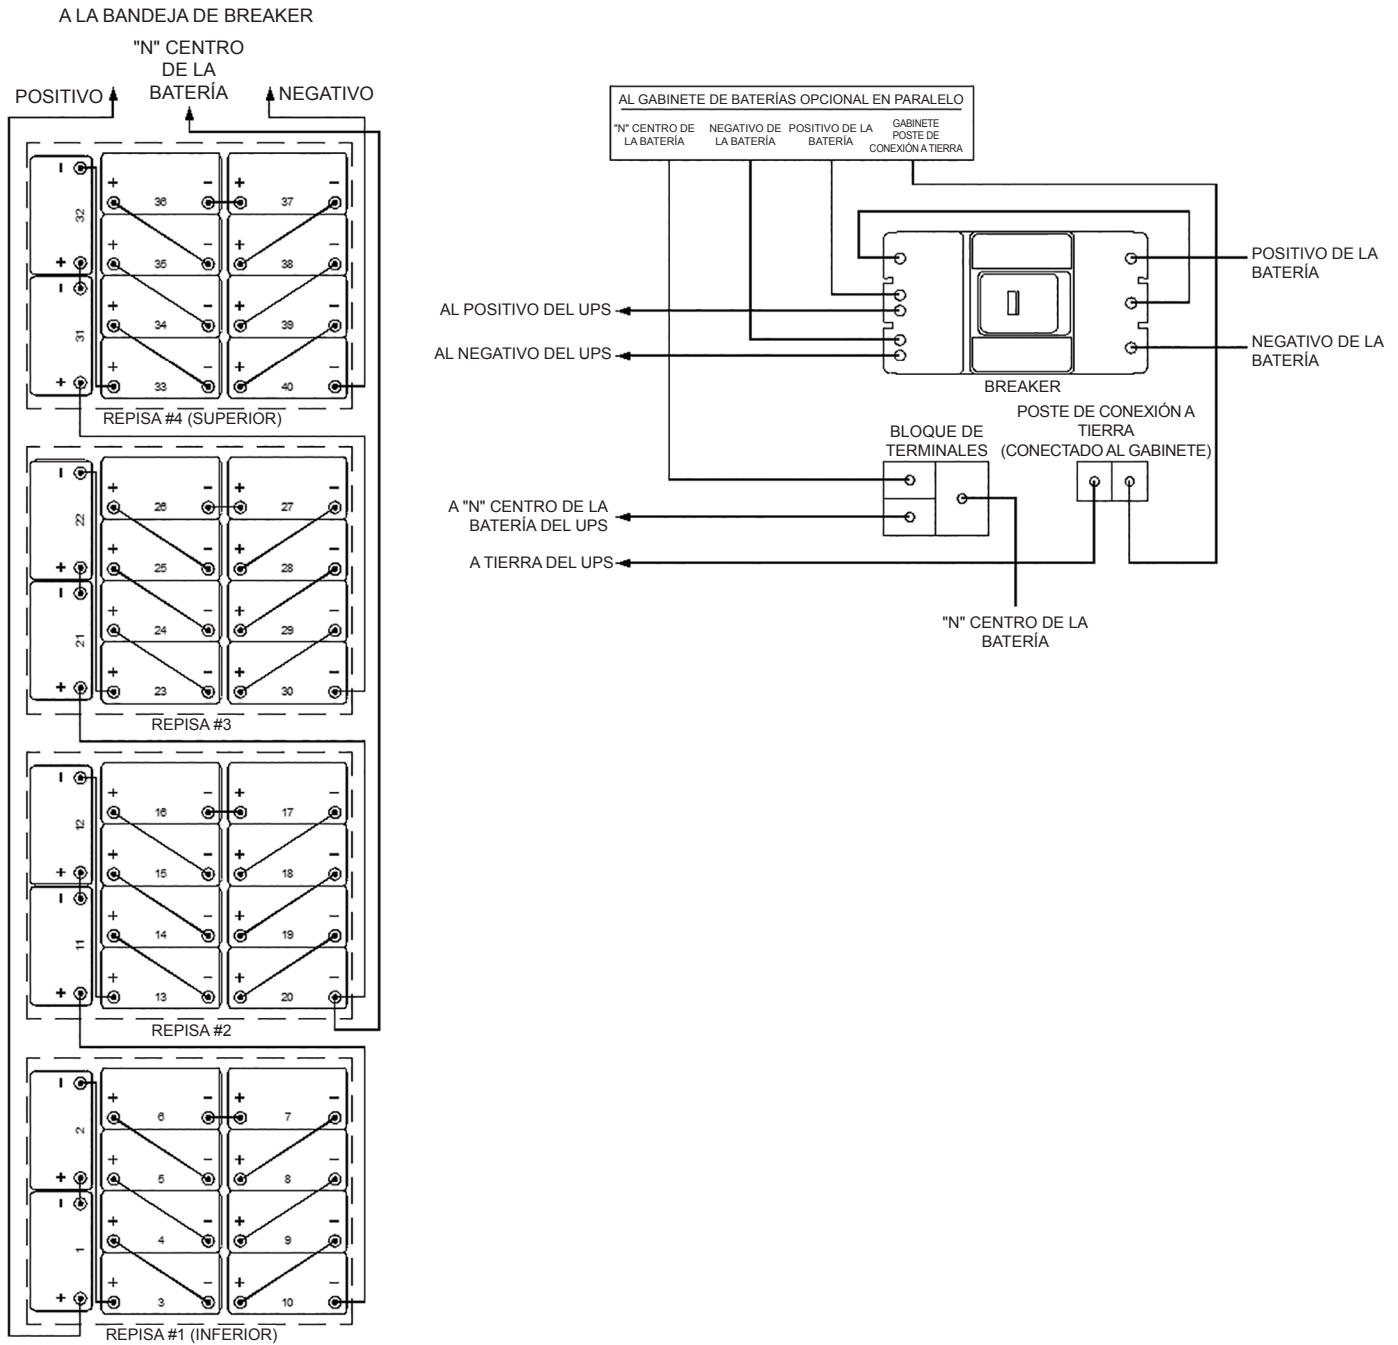 A LA BANDEJA DE BREAKER
"N" CENTRO
DE LA
BATERÍA
POSITIVO
NEGATIVO
32
31
36
35
34
33
37
38
39
40
REPISA #4 (SUPERIOR)
22
21
26
25
24
23
27
28
29
30
REPISA #3
12
11
16
15
14
13
17
18
19
20
REPISA #2
2
1
6
5
4
3
7
8
9
10
REPISA #1 (INFERIOR)
AL GABINETE DE BATERÍAS OPCIONAL EN PARALELO
"N" CENTRO DE
LA BATERÍA
NEGATIVO DE
LA BATERÍA
POSITIVO DE LA
BATERÍA
GABINETE
POSTE DE
CONEXIÓN A TIERRA
POSITIVO DE LA
BATERÍA
AL POSITIVO DEL UPS
AL NEGATIVO DEL UPS
NEGATIVO DE LA
BATERÍA
BREAKER
POSTE DE CONEXIÓN A
TIERRA
(CONECTADO AL GABINETE)
BLOQUE DE
TERMINALES
A "N" CENTRO DE LA
BATERÍA DEL UPS
A TIERRA DEL UPS
"N" CENTRO DE LA
BATERÍA